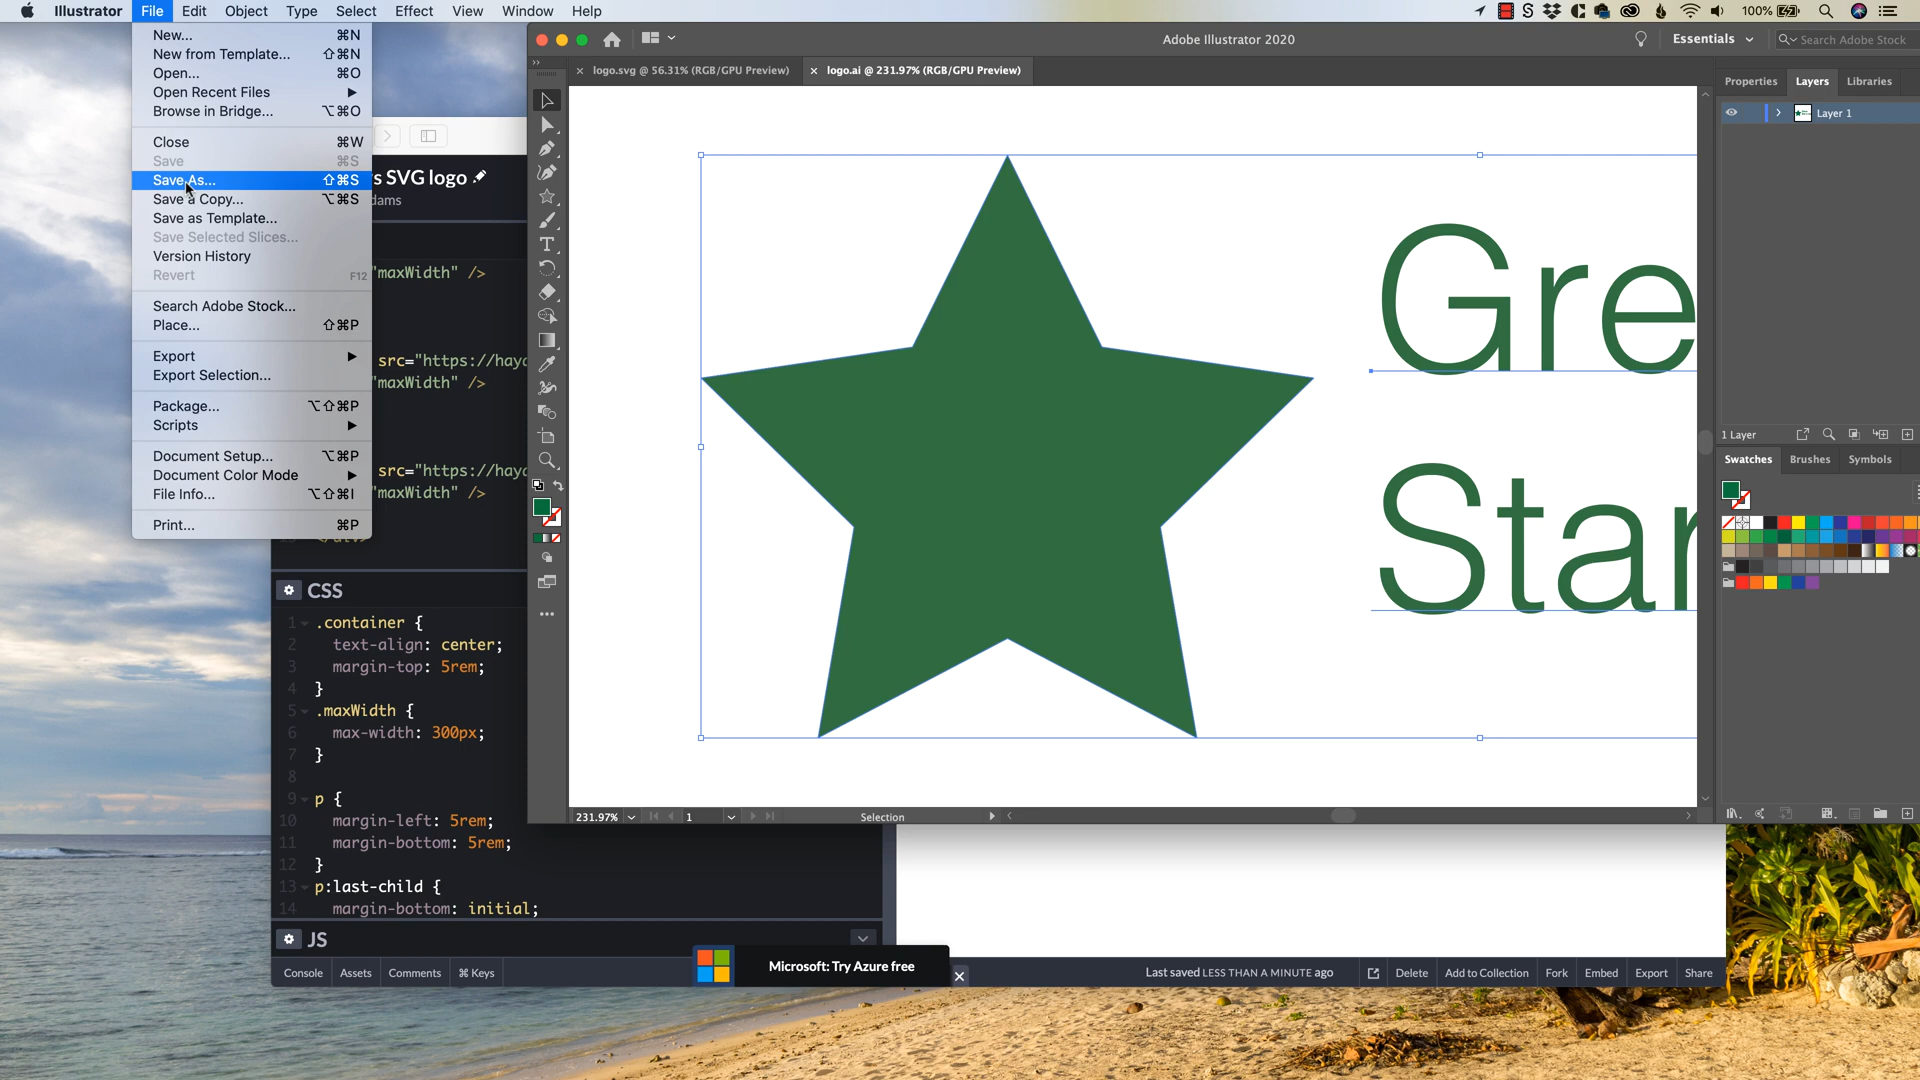 Illustrator File Edit Object Type Select Effect View Window Help
100%
New... ⌘N
New from Template... ⇧⌘N
Open... ⌘O
Open Recent Files ▶
Browse in Bridge... ⌥⌘O
Close ⌘W
Save ⌘S
Save As... ⇧⌘S
Save a Copy... ⌥⌘S
Save as Template...
Save Selected Slices...
Version History
Revert F12
Search Adobe Stock...
Place... ⇧⌘P
Export ▶
Export Selection...
Package... ⌥⇧⌘P
Scripts ▶
Document Setup... ⌥⌘P
Document Color Mode ▶
File Info... ⌥⇧⌘I
Print... ⌘P
Adobe Illustrator 2020
Essentials
Search Adobe Stock
logo.svg @ 56.31% (RGB/GPU Preview)
logo.ai @ 231.97% (RGB/GPU Preview)
Properties Layers Libraries
Layer 1
1 Layer
Swatches Brushes Symbols
Gre
Star
231.97% 1 Selection
s SVG logo
dams
"maxWidth" />
src="https://hayd
"maxWidth" />
src="https://hayd
"maxWidth" />
CSS
1 .container {
2 text-align: center;
3 margin-top: 5rem;
4 }
5 .maxWidth {
6 max-width: 300px;
7 }
8
9 p {
10 margin-left: 5rem;
11 margin-bottom: 5rem;
12 }
13 p:last-child {
14 margin-bottom: initial;
JS
Console Assets Comments ⌘ Keys
Microsoft: Try Azure free
Last saved LESS THAN A MINUTE ago
Delete Add to Collection Fork Embed Export Share